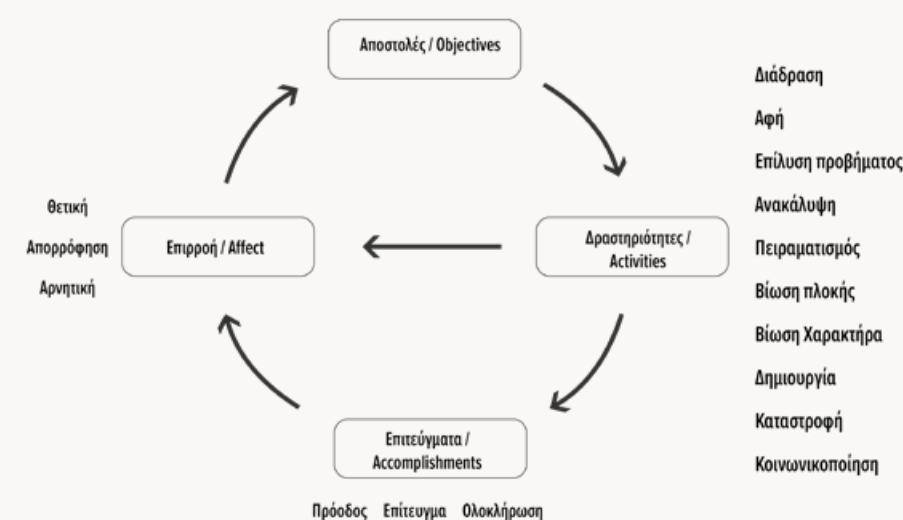 Αποστολές / Objectives
Διάδραση
Αφή
Επίλυση προβήματος
Ανακάλυψη
Πειραματισμός
Βίωση πλοκής
Βίωση Χαρακτήρα
Δημιουργία
Καταστροφή
Κοινωνικοποίηση
Θετική
Απορρόφηση
Αρνητική
Επιρροή / Affect
Δραστηριότητες /
Activities
Επιτεύγματα /
Accomplishments
Πρόοδος Επίτευγμα Ολοκλήρωση